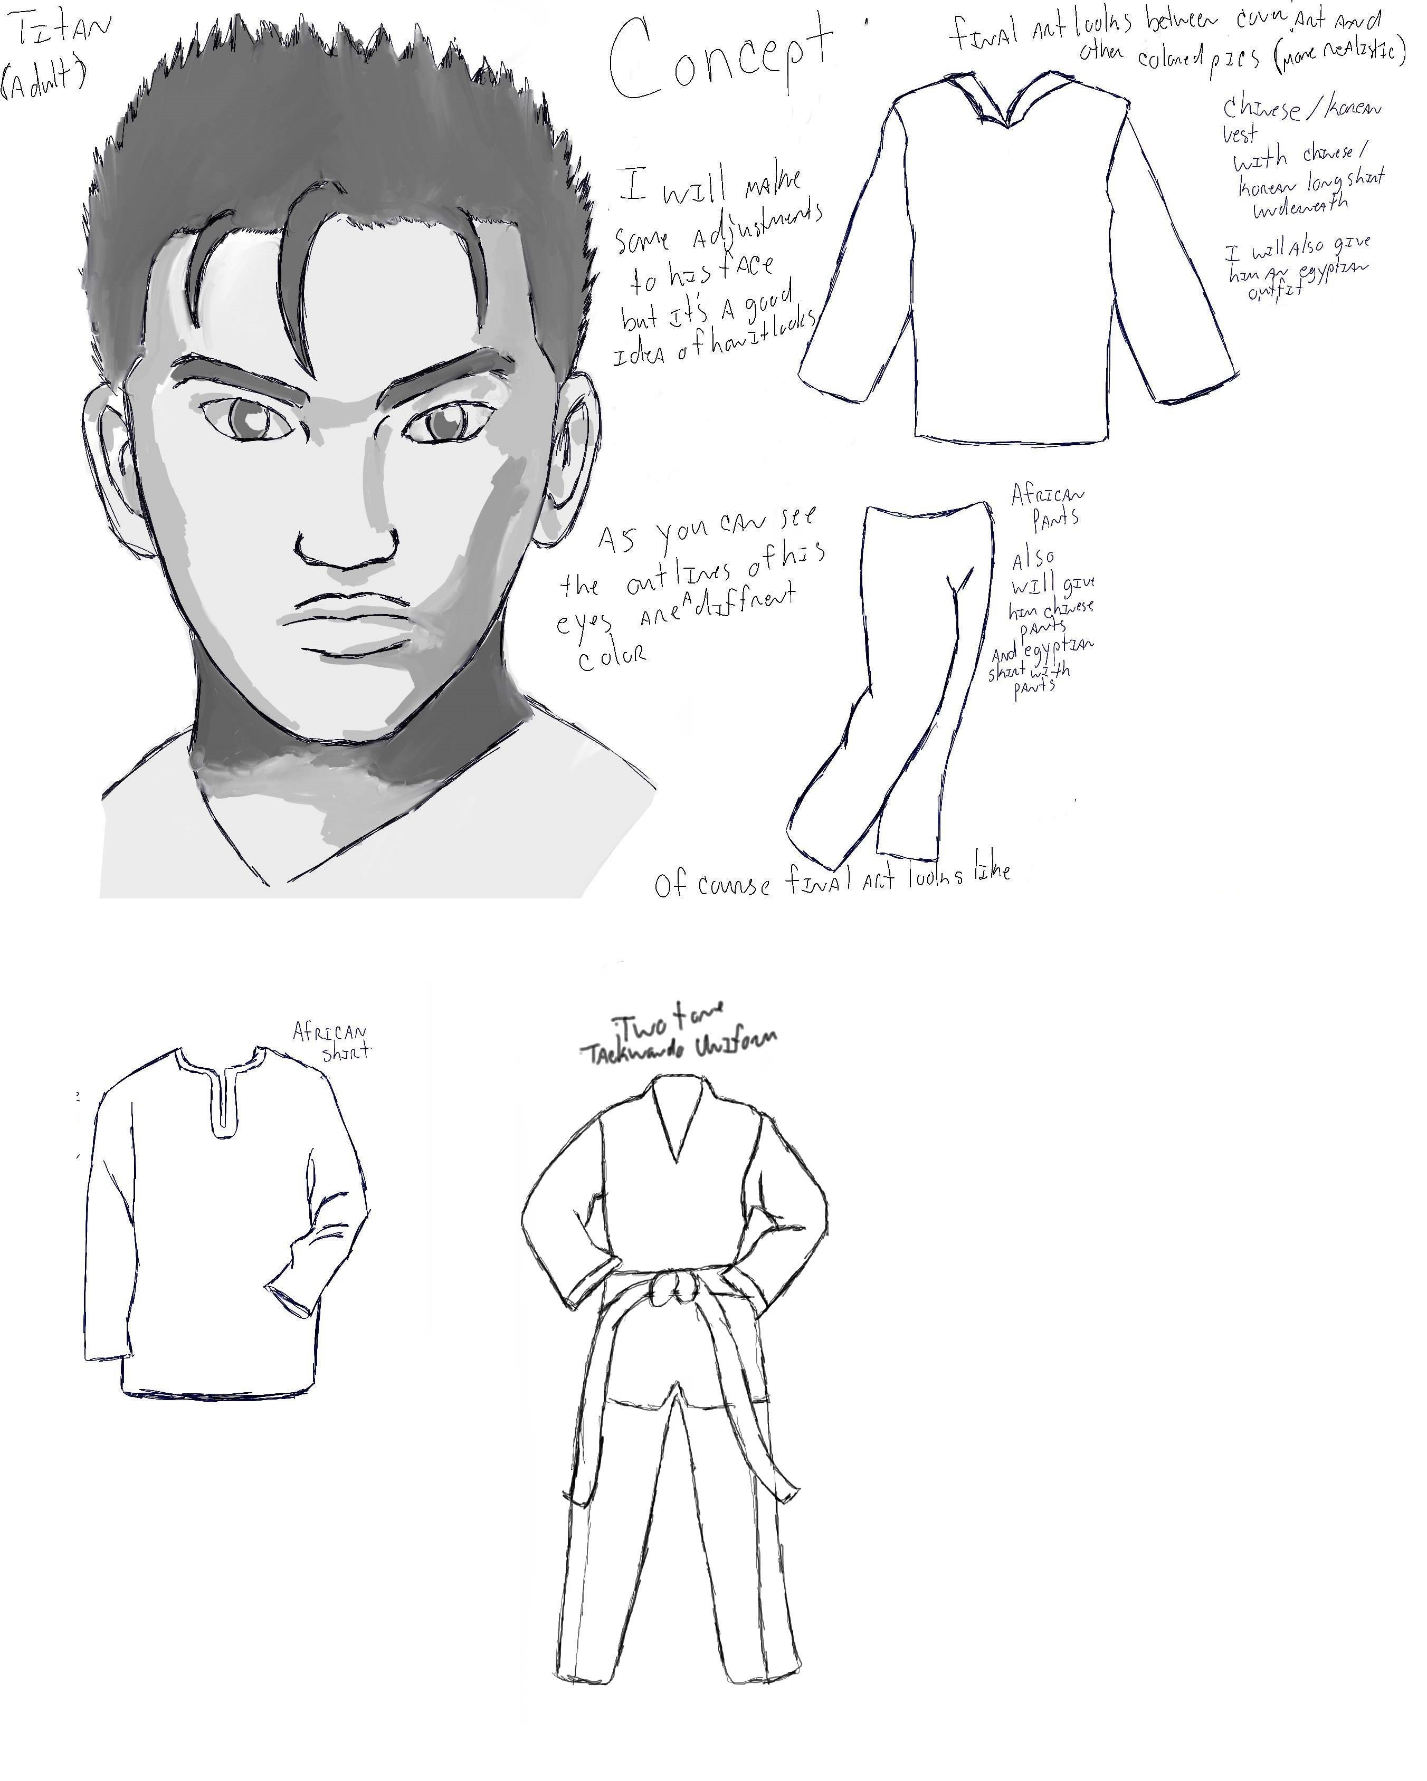 Titan
(Adult)
Concept
I will make
some adjustments
to his face
but it's a good
idea of how it looks
As you can see
the outlines of his
eyes are a diffrent
color
final art looks between cover art and
other colored pics (more realistic)
Chinese/korean
vest
with chinese/
korean long shirt
underneath
I will also give
him an egyptian
outfit
African
Pants
Also
will give
him chinese
pants
and egyptian
skirt with
pants
Of course final art looks like
African
shirt
Two tone
Taekwando Uniform